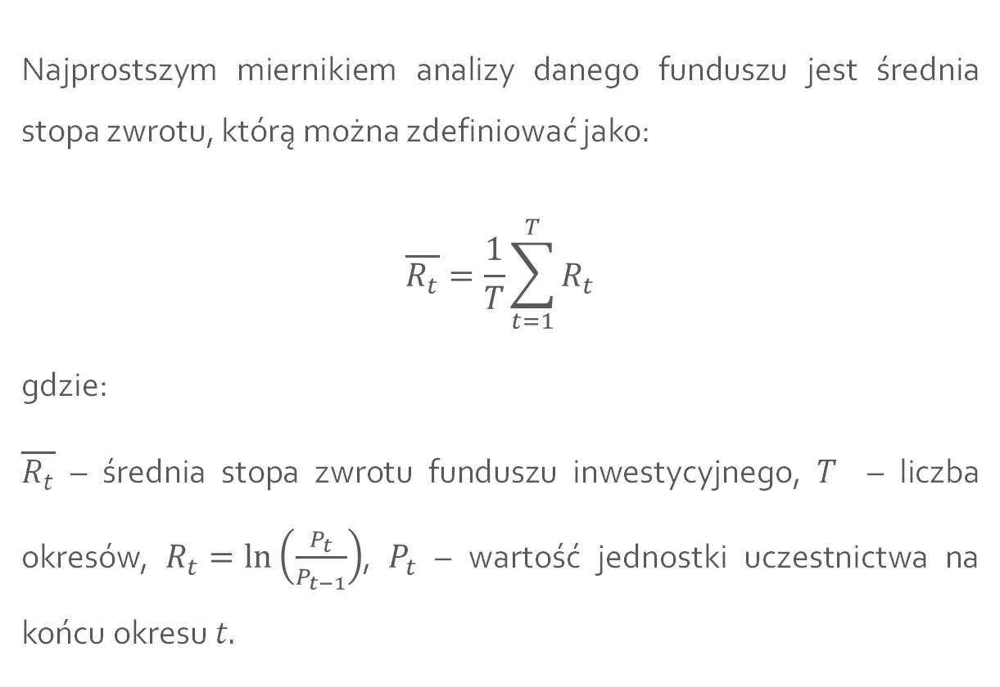 Najprostszym miernikiem analizy danego funduszu jest średnia
stopa zwrotu, którą można zdefiniować jako:
$\overline{R_t} = \frac{1}{T} \sum_{t=1}^{T} R_t$
gdzie:
$\overline{R_t}$ – średnia stopa zwrotu funduszu inwestycyjnego, $T$ – liczba
okresów, $R_t = \ln\left(\frac{P_t}{P_{t-1}}\right)$, $P_t$ – wartość jednostki uczestnictwa na
końcu okresu $t$.